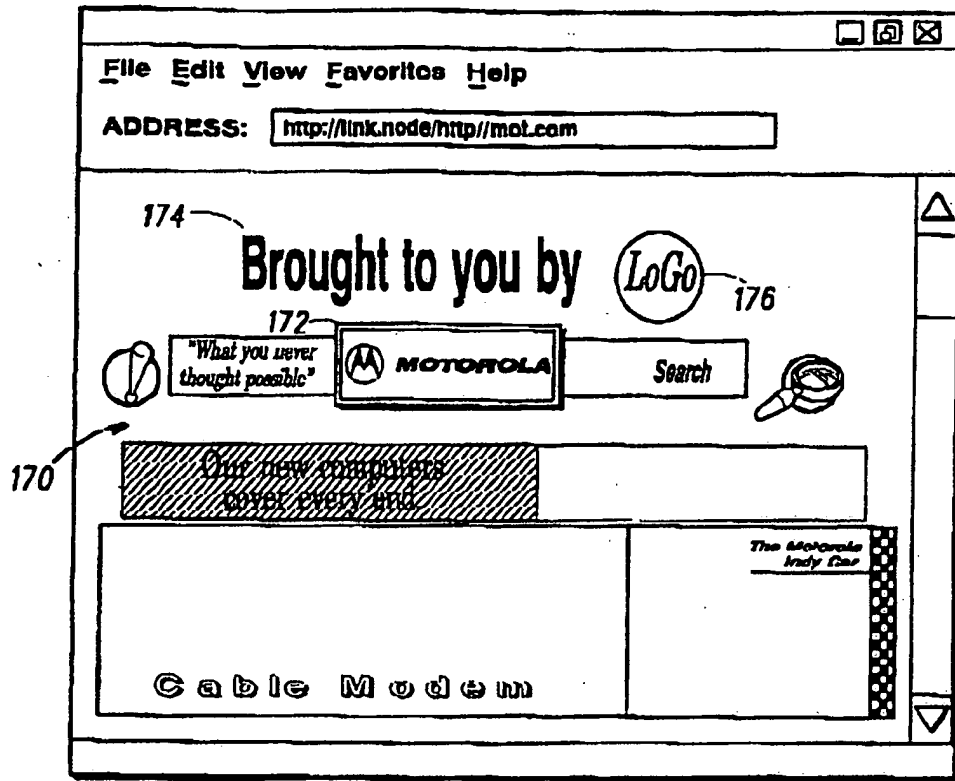 File Edit View Favorites Help
ADDRESS: http://link.node/http//mot.com
174
Brought to you by LoGo
176
172
"What you never
thought possible"
MOTOROLA
Search
170
Our new computers
cover every end
The Motorola
Indy Car
Cable Modem